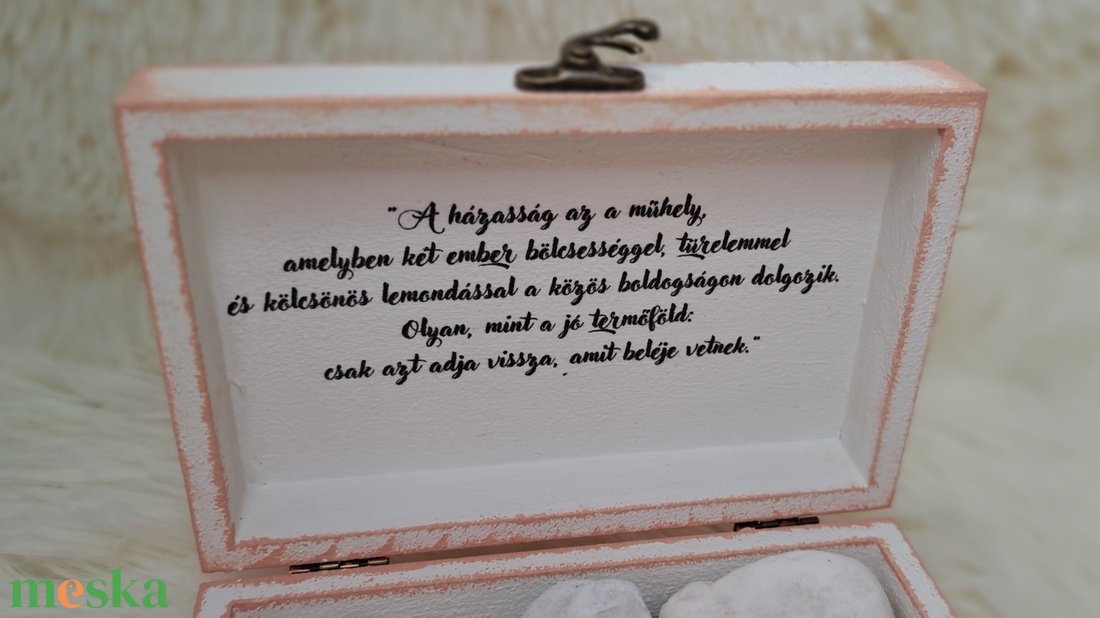 "A házasság az a műhely,
amelyben két ember bölcsességgel, türelemmel
és kölcsönös lemondással a közös boldogságon dolgozik.
Olyan, mint a jó termőföld:
csak azt adja vissza, amit beléje vetnek."
meska